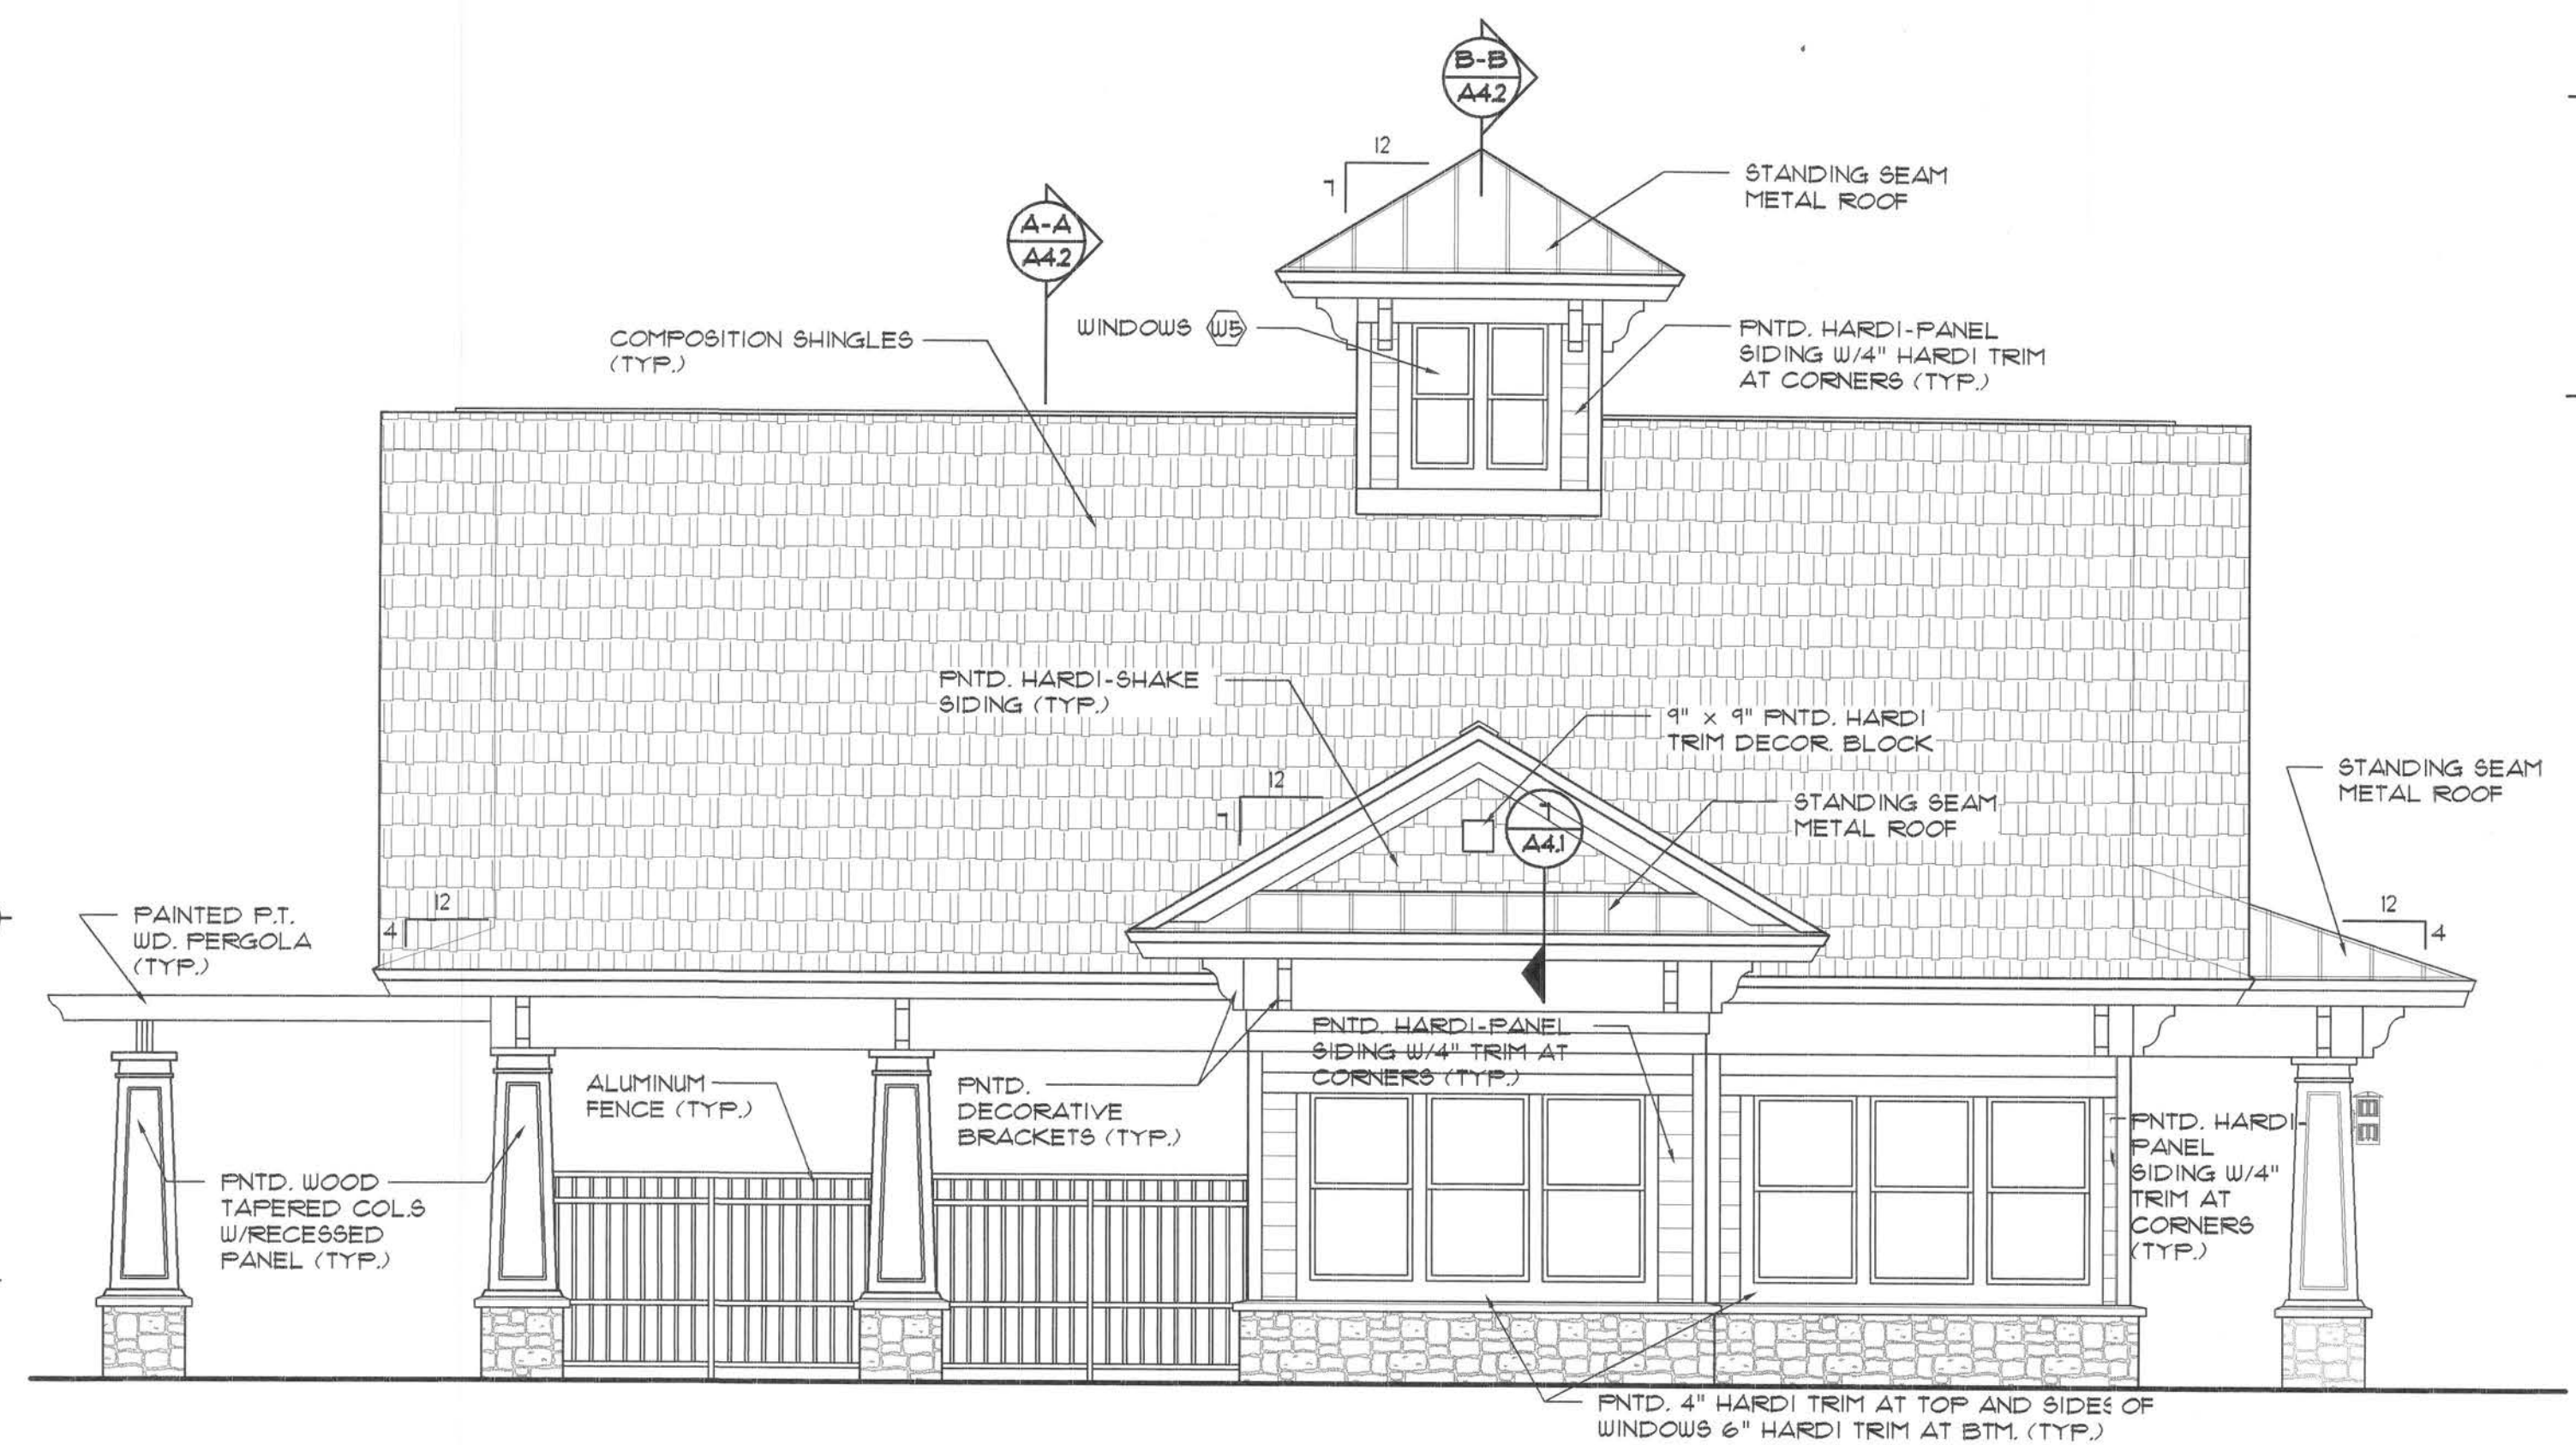 B-B
A4.2
12
7
STANDING SEAM
METAL ROOF
A-A
A4.2
WINDOWS W5
COMPOSITION SHINGLES
(TYP.)
PNTD. HARDI-PANEL
SIDING W/4" HARDI TRIM
AT CORNERS (TYP.)
PNTD. HARDI-SHAKE
SIDING (TYP.)
9" x 9" PNTD. HARDI
TRIM DECOR. BLOCK
12
7
1
A4.1
STANDING SEAM
METAL ROOF
STANDING SEAM
METAL ROOF
12
4
12
4
PAINTED P.T.
WD. PERGOLA
(TYP.)
PNTD. HARDI-PANEL
SIDING W/4" TRIM AT
CORNERS (TYP.)
ALUMINUM
FENCE (TYP.)
PNTD.
DECORATIVE
BRACKETS (TYP.)
PNTD. HARDI-
PANEL
SIDING W/4"
TRIM AT
CORNERS
(TYP.)
PNTD. WOOD
TAPERED COL.S
W/RECESSED
PANEL (TYP.)
PNTD. 4" HARDI TRIM AT TOP AND SIDES OF
WINDOWS 6" HARDI TRIM AT BTM. (TYP.)